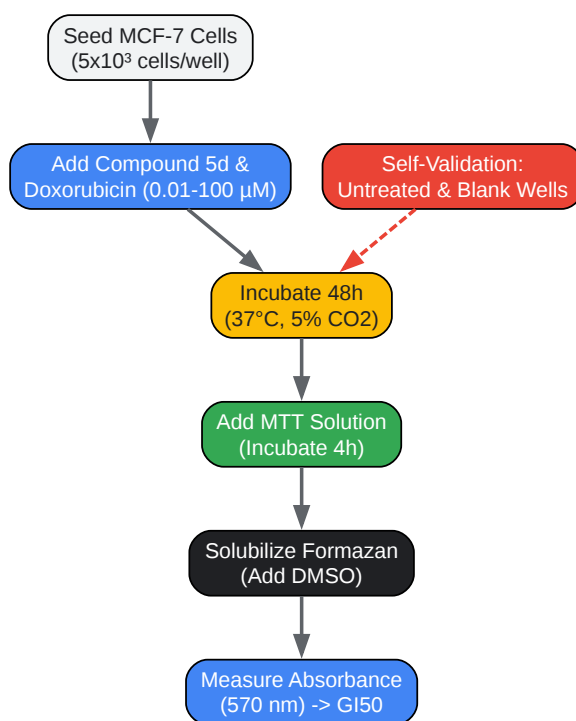 Seed MCF-7 Cells
(5x10³ cells/well)
Add Compound 5d &
Doxorubicin (0.01-100 µM)
Self-Validation:
Untreated & Blank Wells
Incubate 48h
(37°C, 5% CO2)
Add MTT Solution
(Incubate 4h)
Solubilize Formazan
(Add DMSO)
Measure Absorbance
(570 nm) -> GI50